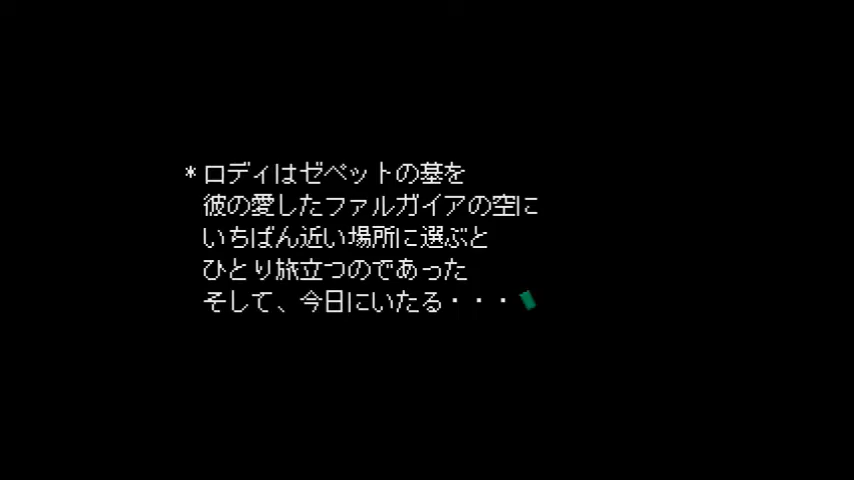 *ロディはゼペットの墓を
彼の愛したファルガイアの空に
いちばん近い場所に選ぶと
ひとり旅立つのであった
そして、今日にいたる・・・